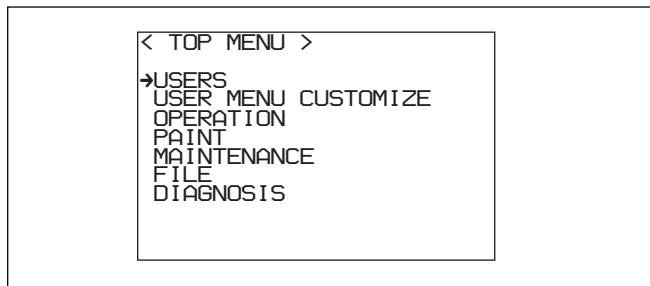 < TOP MENU >
→USERS
USER MENU CUSTOMIZE
OPERATION
PAINT
MAINTENANCE
FILE
DIAGNOSIS